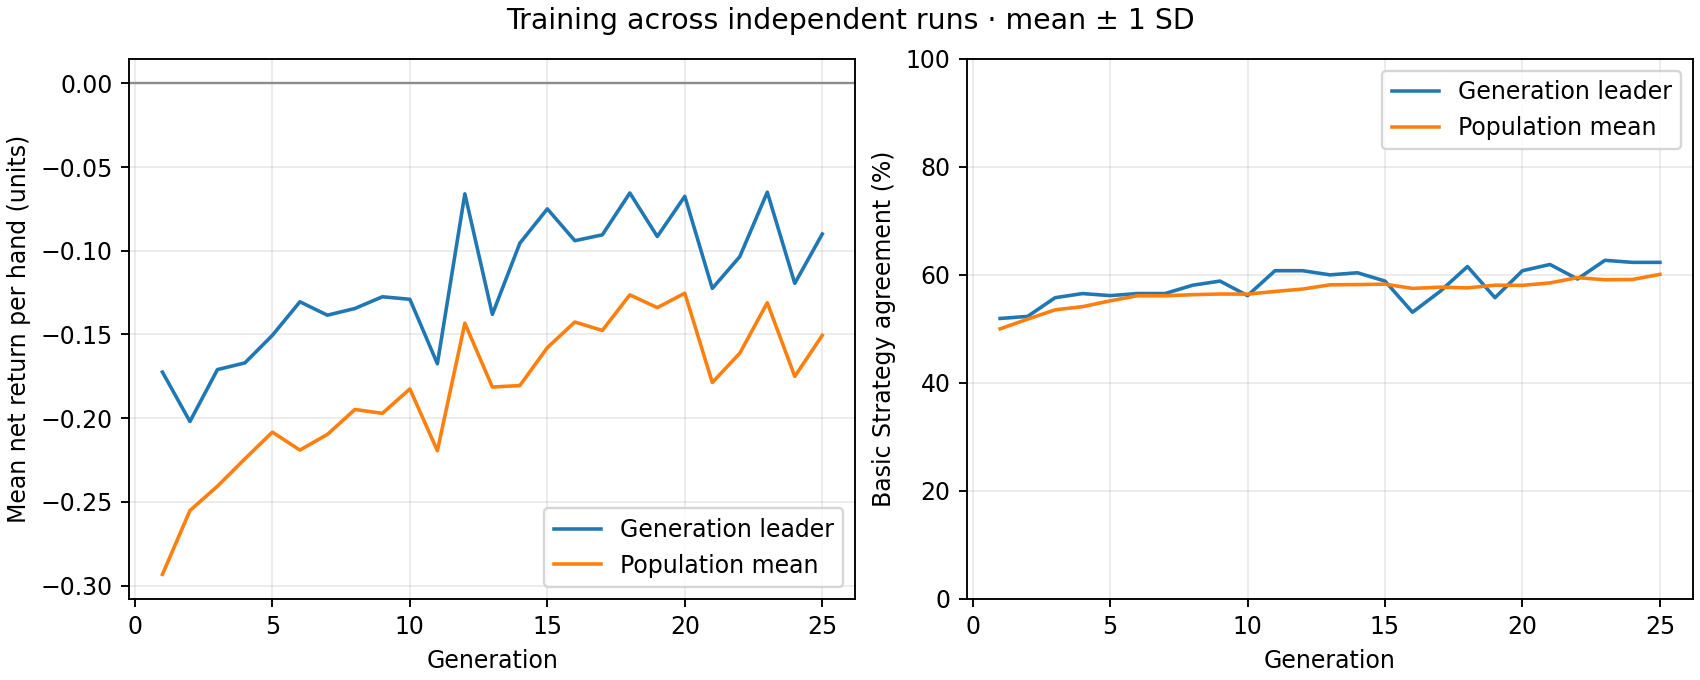 Training across independent runs · mean ± 1 SD
Mean net return per hand (units)
0.00
−0.05
−0.10
−0.15
−0.20
−0.25
−0.30
0
5
10
15
20
25
Generation
Generation leader
Population mean
Basic Strategy agreement (%)
100
80
60
40
20
0
0
5
10
15
20
25
Generation
Generation leader
Population mean